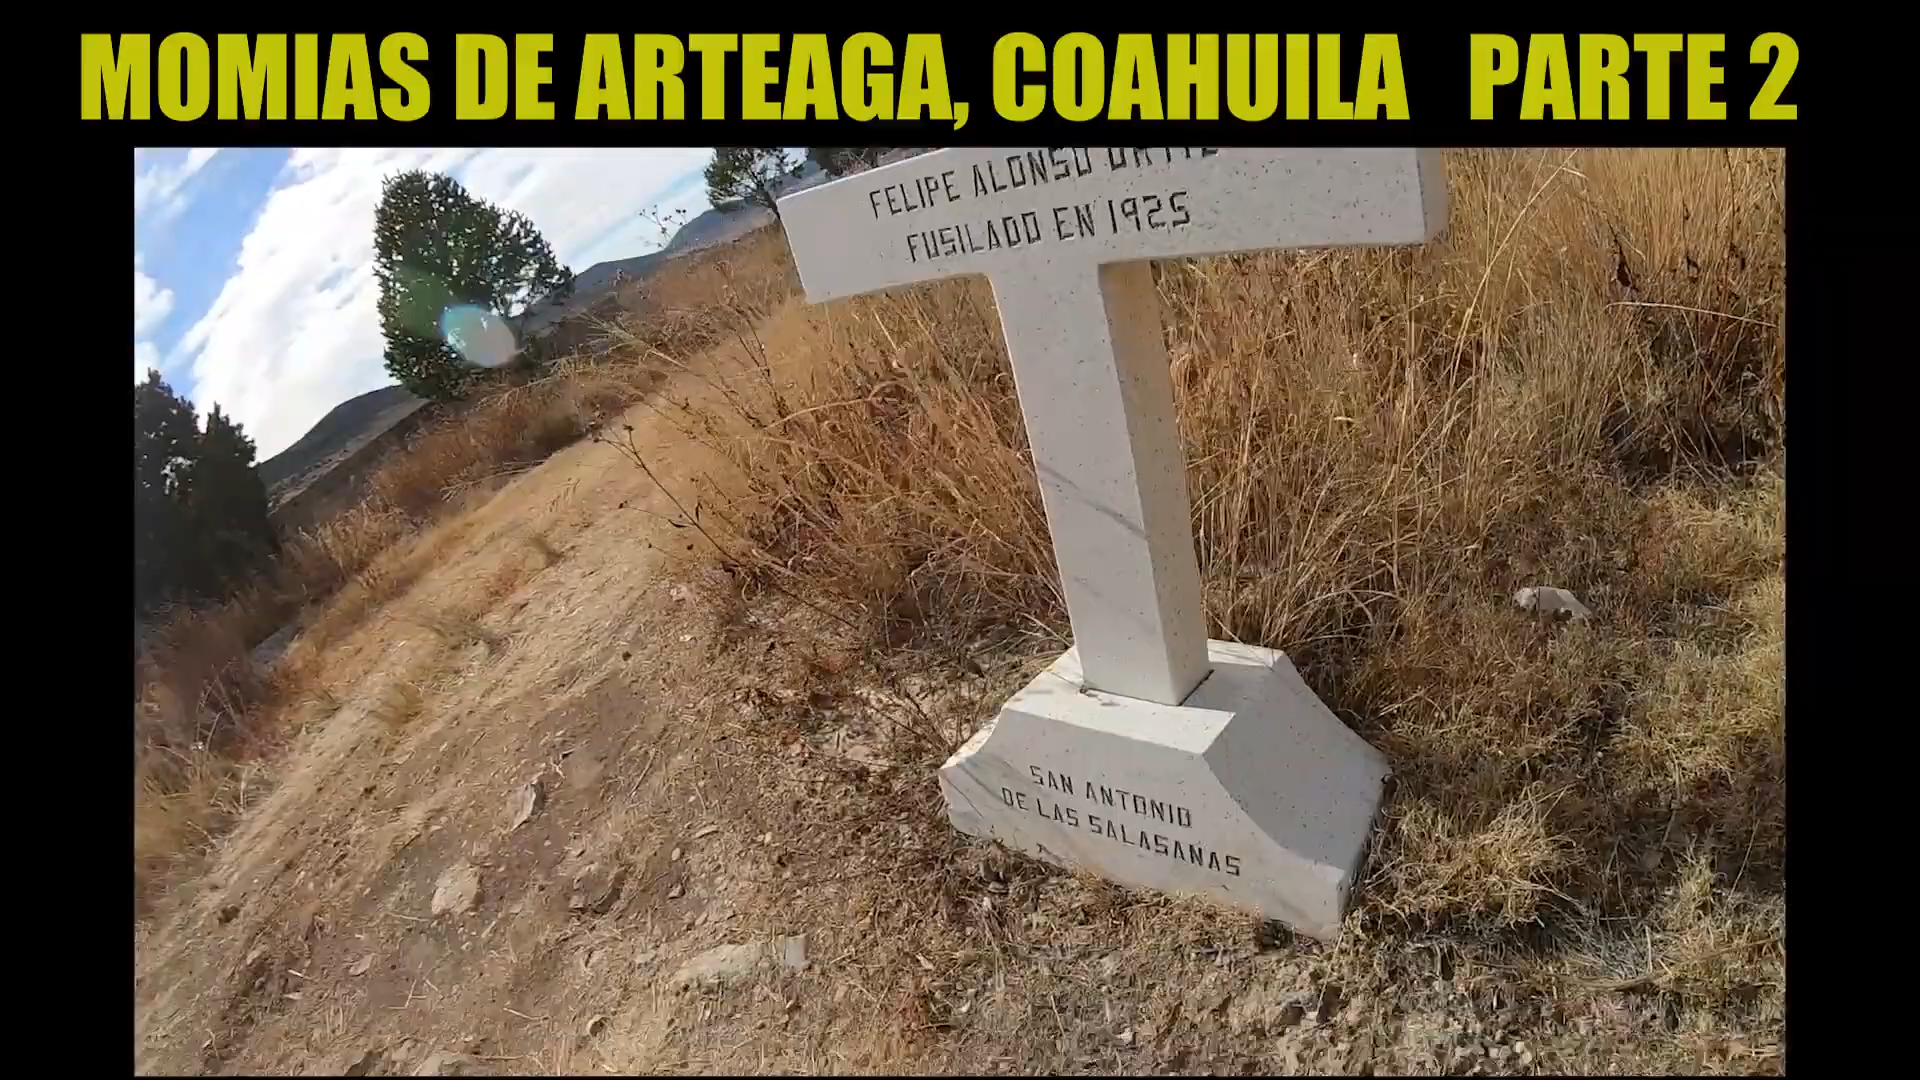 MOMIAS DE ARTEAGA, COAHUILA PARTE 2
FELIPE ALONSO
FUSILADO EN 1925
SAN ANTONIO
DE LAS SALASANAS